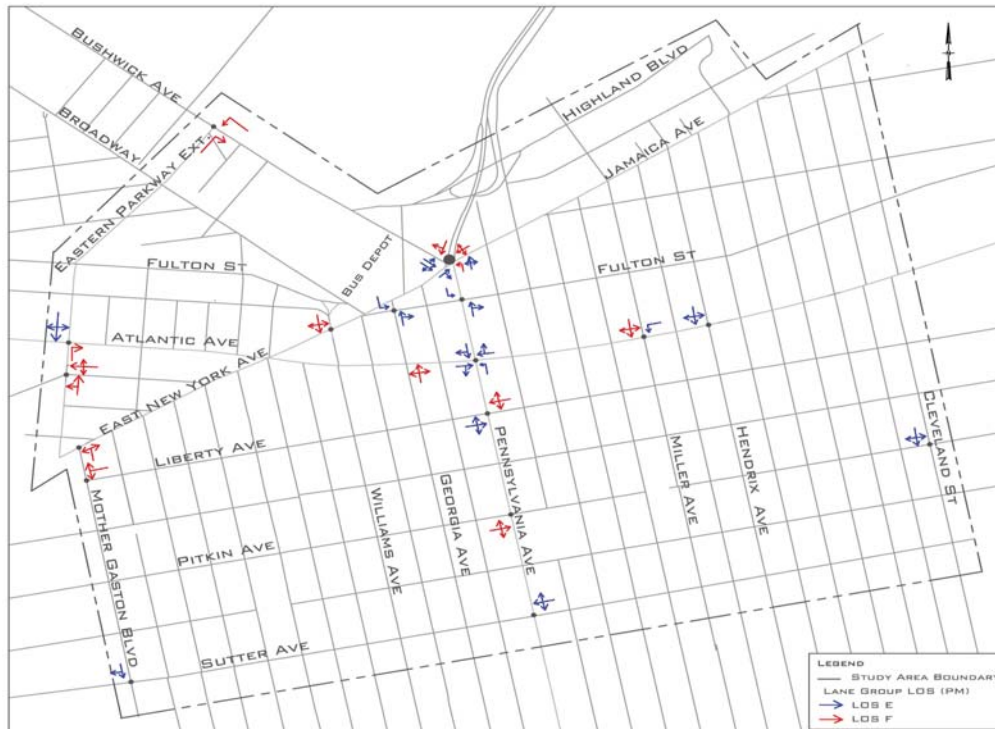 Bushwick Ave
Broadway
Eastern Parkway Ext.
Highland Blvd
Jamaica Ave
Fulton St
Bus Depot
Fulton St
Atlantic Ave
East New York Ave
Liberty Ave
Pitkin Ave
Sutter Ave
Mother Gaston Blvd
Williams Ave
Georgia Ave
Pennsylvania Ave
Miller Ave
Hendrix Ave
Cleveland St
Legend
Study Area Boundary
Lane Group LOS (PM)
LOS E
LOS F